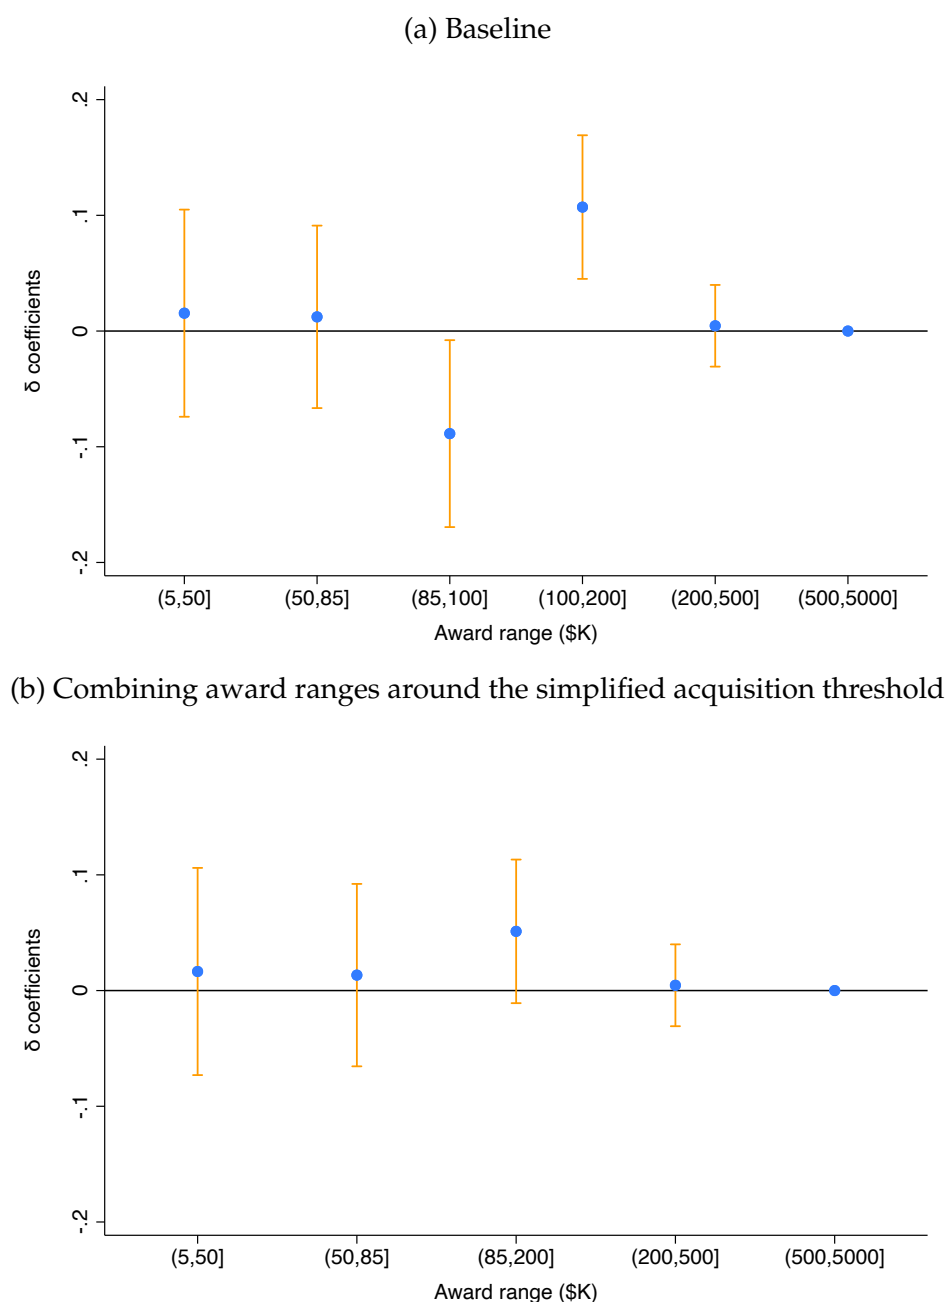 (a) Baseline
.2
.1
0
-.1
-.2
δ coefficients
(5,50] (50,85] (85,100] (100,200] (200,500] (500,5000]
Award range ($K)
(b) Combining award ranges around the simplified acquisition threshold
.2
.1
0
-.1
-.2
δ coefficients
(5,50] (50,85] (85,200] (200,500] (500,5000]
Award range ($K)